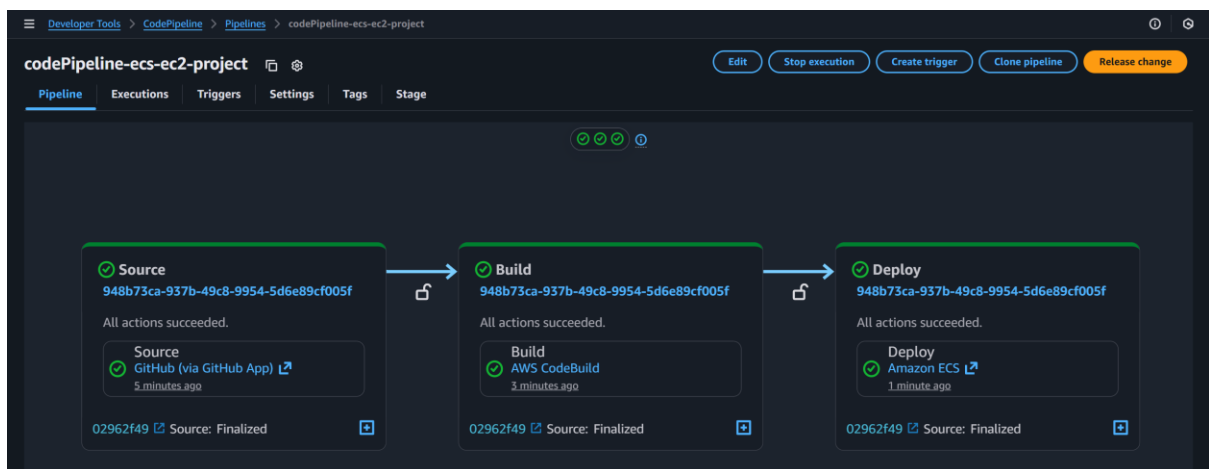 Developer Tools > CodePipeline > Pipelines > codePipeline-ecs-ec2-project
codePipeline-ecs-ec2-project
Edit Stop execution Create trigger Clone pipeline Release change
Pipeline Executions Triggers Settings Tags Stage
Source
948b73ca-937b-49c8-9954-5d6e89cf005f
All actions succeeded.
Source
GitHub (via GitHub App)
5 minutes ago
02962f49 Source: Finalized
Build
948b73ca-937b-49c8-9954-5d6e89cf005f
All actions succeeded.
Build
AWS CodeBuild
3 minutes ago
02962f49 Source: Finalized
Deploy
948b73ca-937b-49c8-9954-5d6e89cf005f
All actions succeeded.
Deploy
Amazon ECS
1 minute ago
02962f49 Source: Finalized